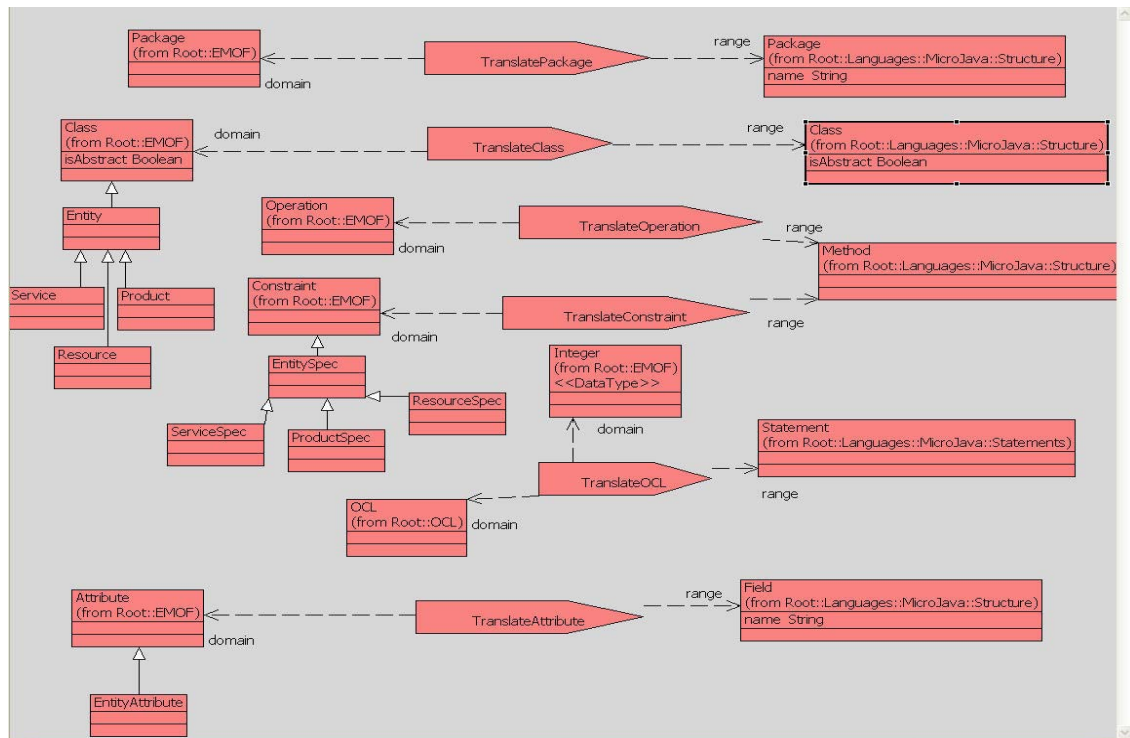 Package
(from Root::EMOF)
domain
TranslatePackage
range
Package
(from Root::Languages::MicroJava::Structure)
name String
Class
(from Root::EMOF)
isAbstract Boolean
domain
TranslateClass
range
Class
(from Root::Languages::MicroJava::Structure)
isAbstract Boolean
Entity
Service
Product
Resource
Operation
(from Root::EMOF)
domain
TranslateOperation
range
Method
(from Root::Languages::MicroJava::Structure)
Constraint
(from Root::EMOF)
domain
TranslateConstraint
range
EntitySpec
ResourceSpec
ServiceSpec
ProductSpec
Integer
(from Root::EMOF)
<<DataType>>
domain
TranslateOCL
range
Statement
(from Root::Languages::MicroJava::Statements)
OCL
(from Root::OCL)
domain
Attribute
(from Root::EMOF)
domain
TranslateAttribute
range
Field
(from Root::Languages::MicroJava::Structure)
name String
EntityAttribute